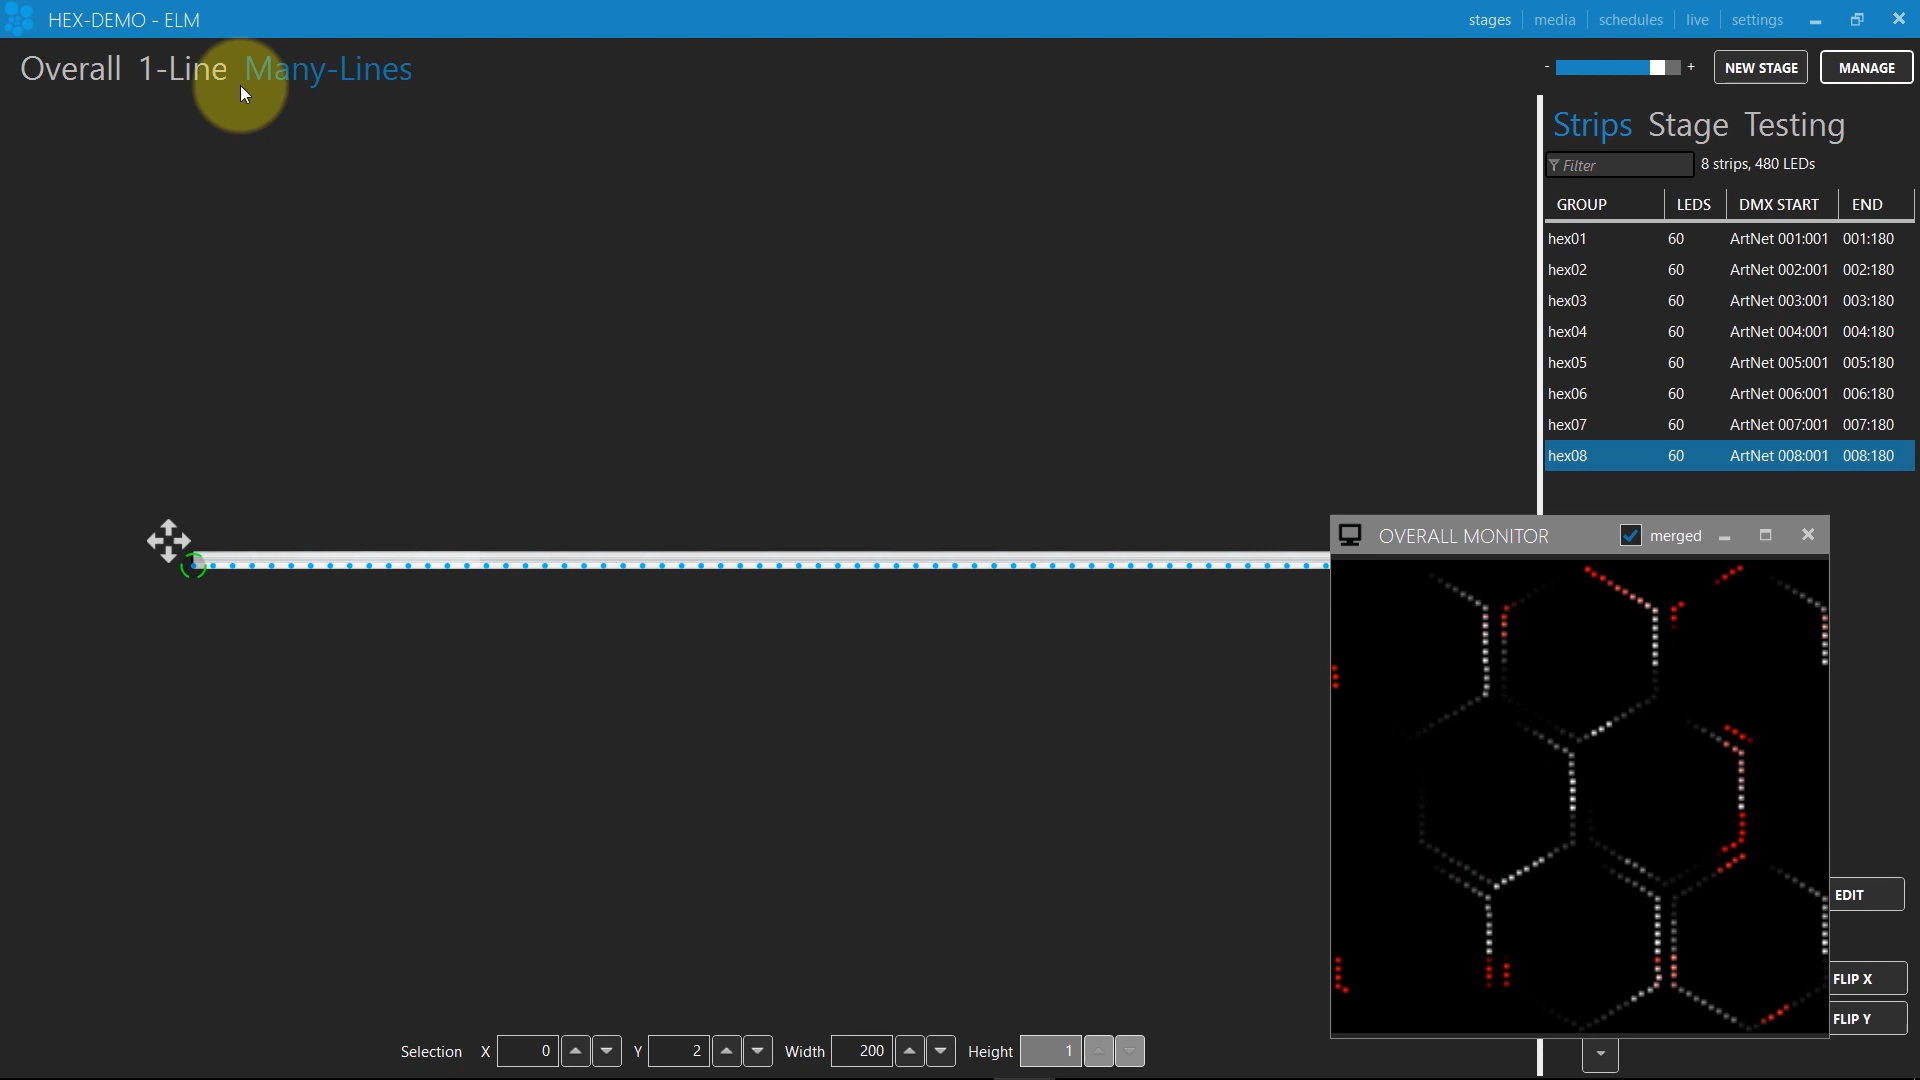 HEX-DEMO - ELM
stages media schedules live settings
Overall 1-Line Many-Lines
- + NEW STAGE MANAGE
Strips Stage Testing
Filter 8 strips, 480 LEDs
GROUP LEDS DMX START END
hex01 60 ArtNet 001:001 001:180
hex02 60 ArtNet 002:001 002:180
hex03 60 ArtNet 003:001 003:180
hex04 60 ArtNet 004:001 004:180
hex05 60 ArtNet 005:001 005:180
hex06 60 ArtNet 006:001 006:180
hex07 60 ArtNet 007:001 007:180
hex08 60 ArtNet 008:001 008:180
OVERALL MONITOR merged
EDIT
FLIP X
FLIP Y
Selection X 0 Y 2 Width 200 Height 1